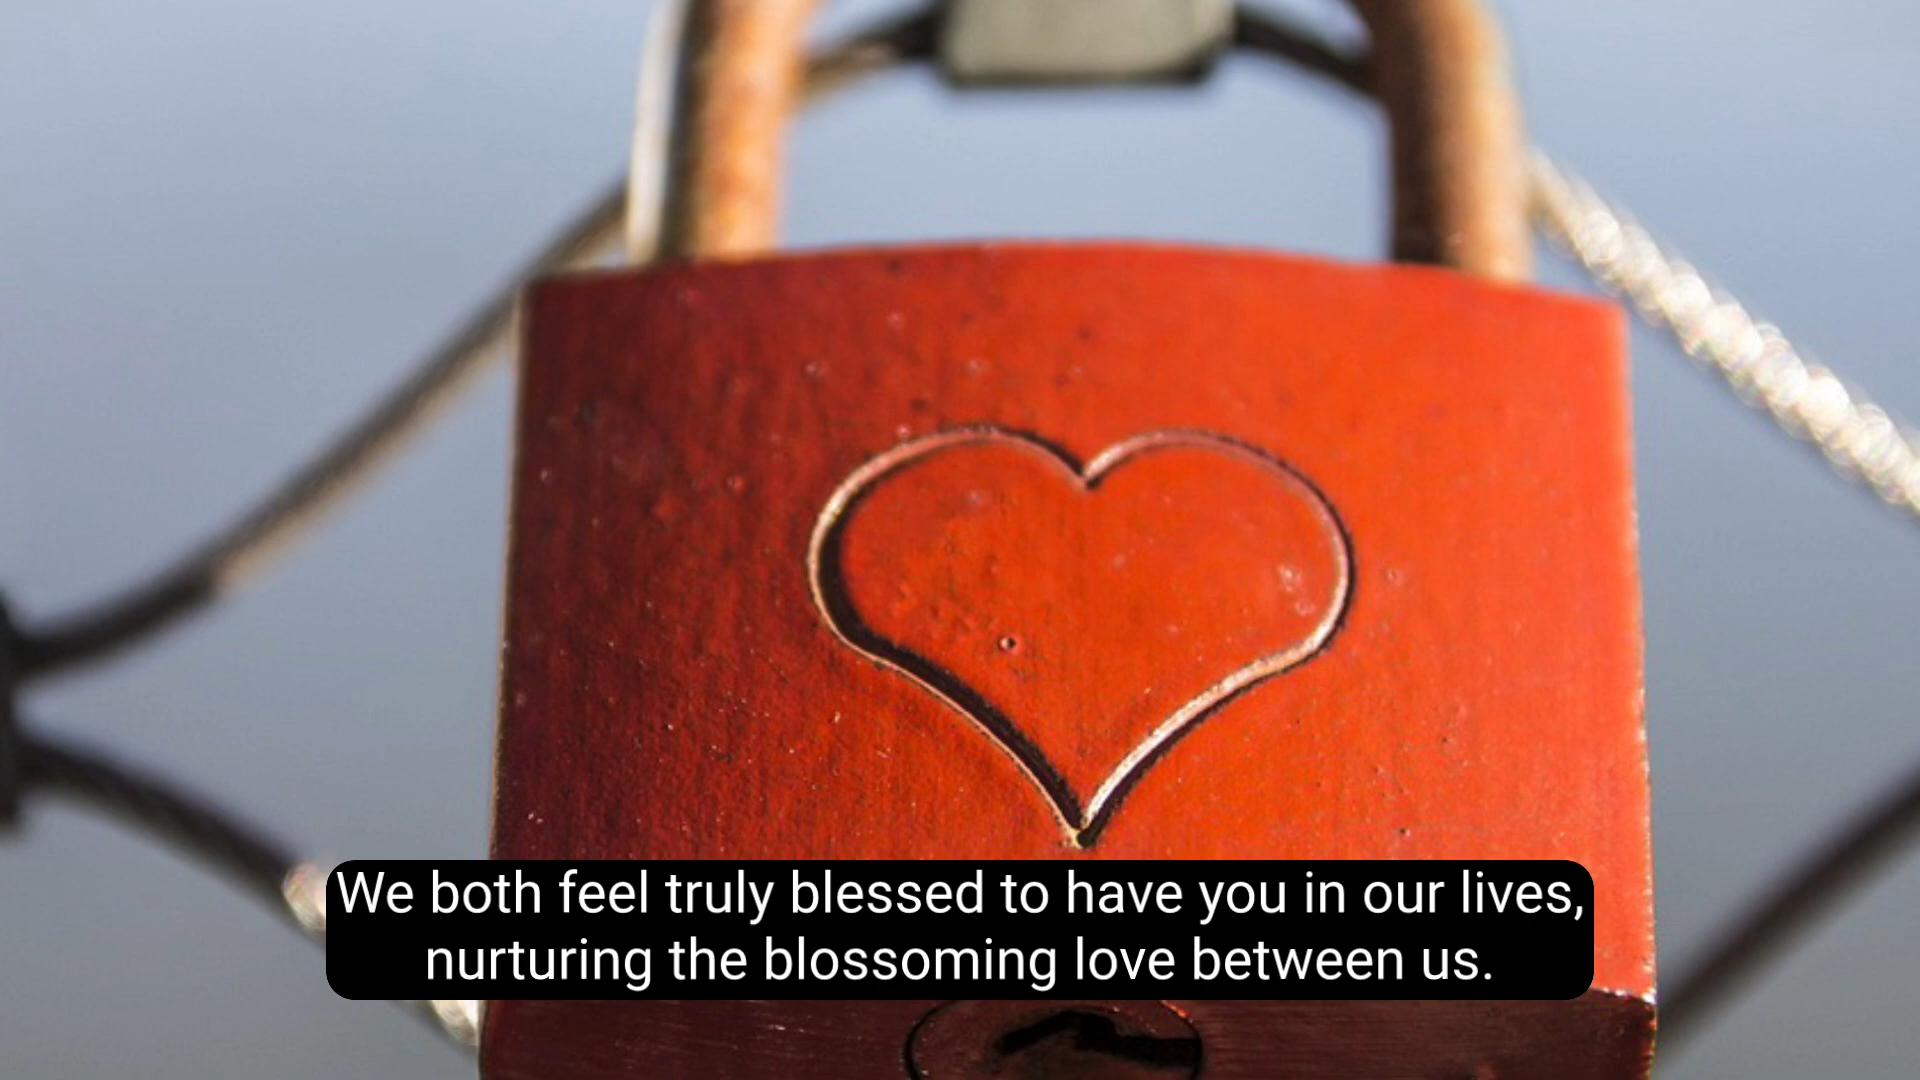 We both feel truly blessed to have you in our lives,
nurturing the blossoming love between us.